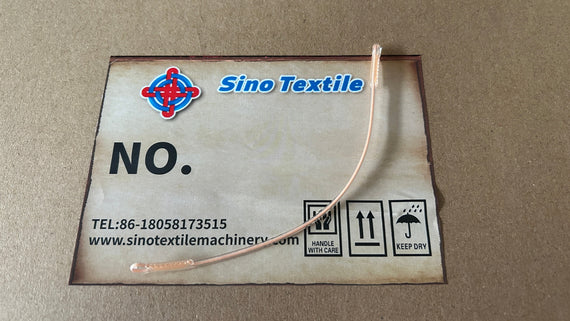 Sino Textile
NO.
TEL:86-18058173515
www.sinotextilemachinery.com
HANDLE
WITH CARE
KEEP DRY